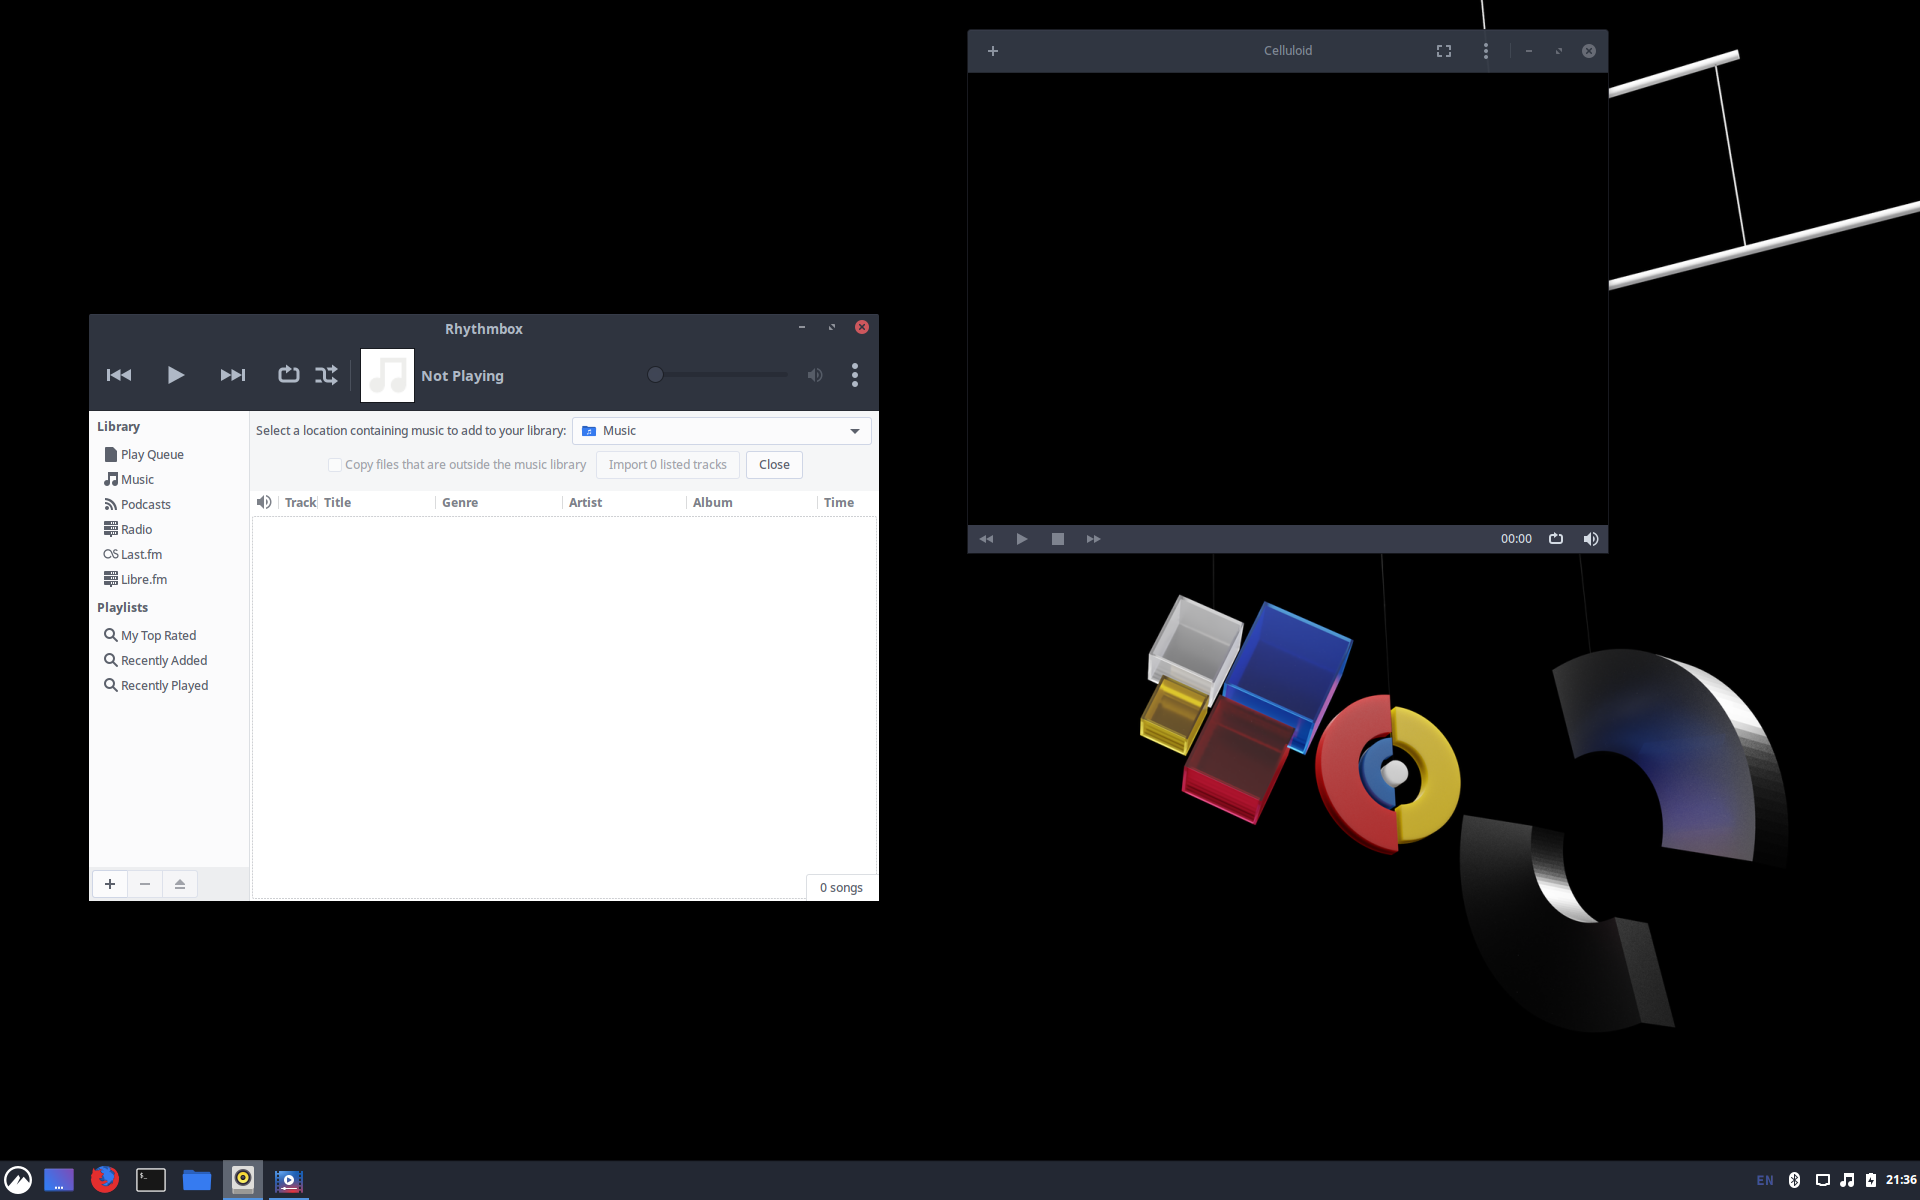 Celluloid
Rhythmbox
Not Playing
Library
Select a location containing music to add to your library: Music
Play Queue
Copy files that are outside the music library Import 0 listed tracks Close
Music
Podcasts
Track Title Genre Artist Album Time
Radio
Last.fm
Libre.fm
Playlists
My Top Rated
Recently Added
Recently Played
0 songs
00:00
EN 21:36